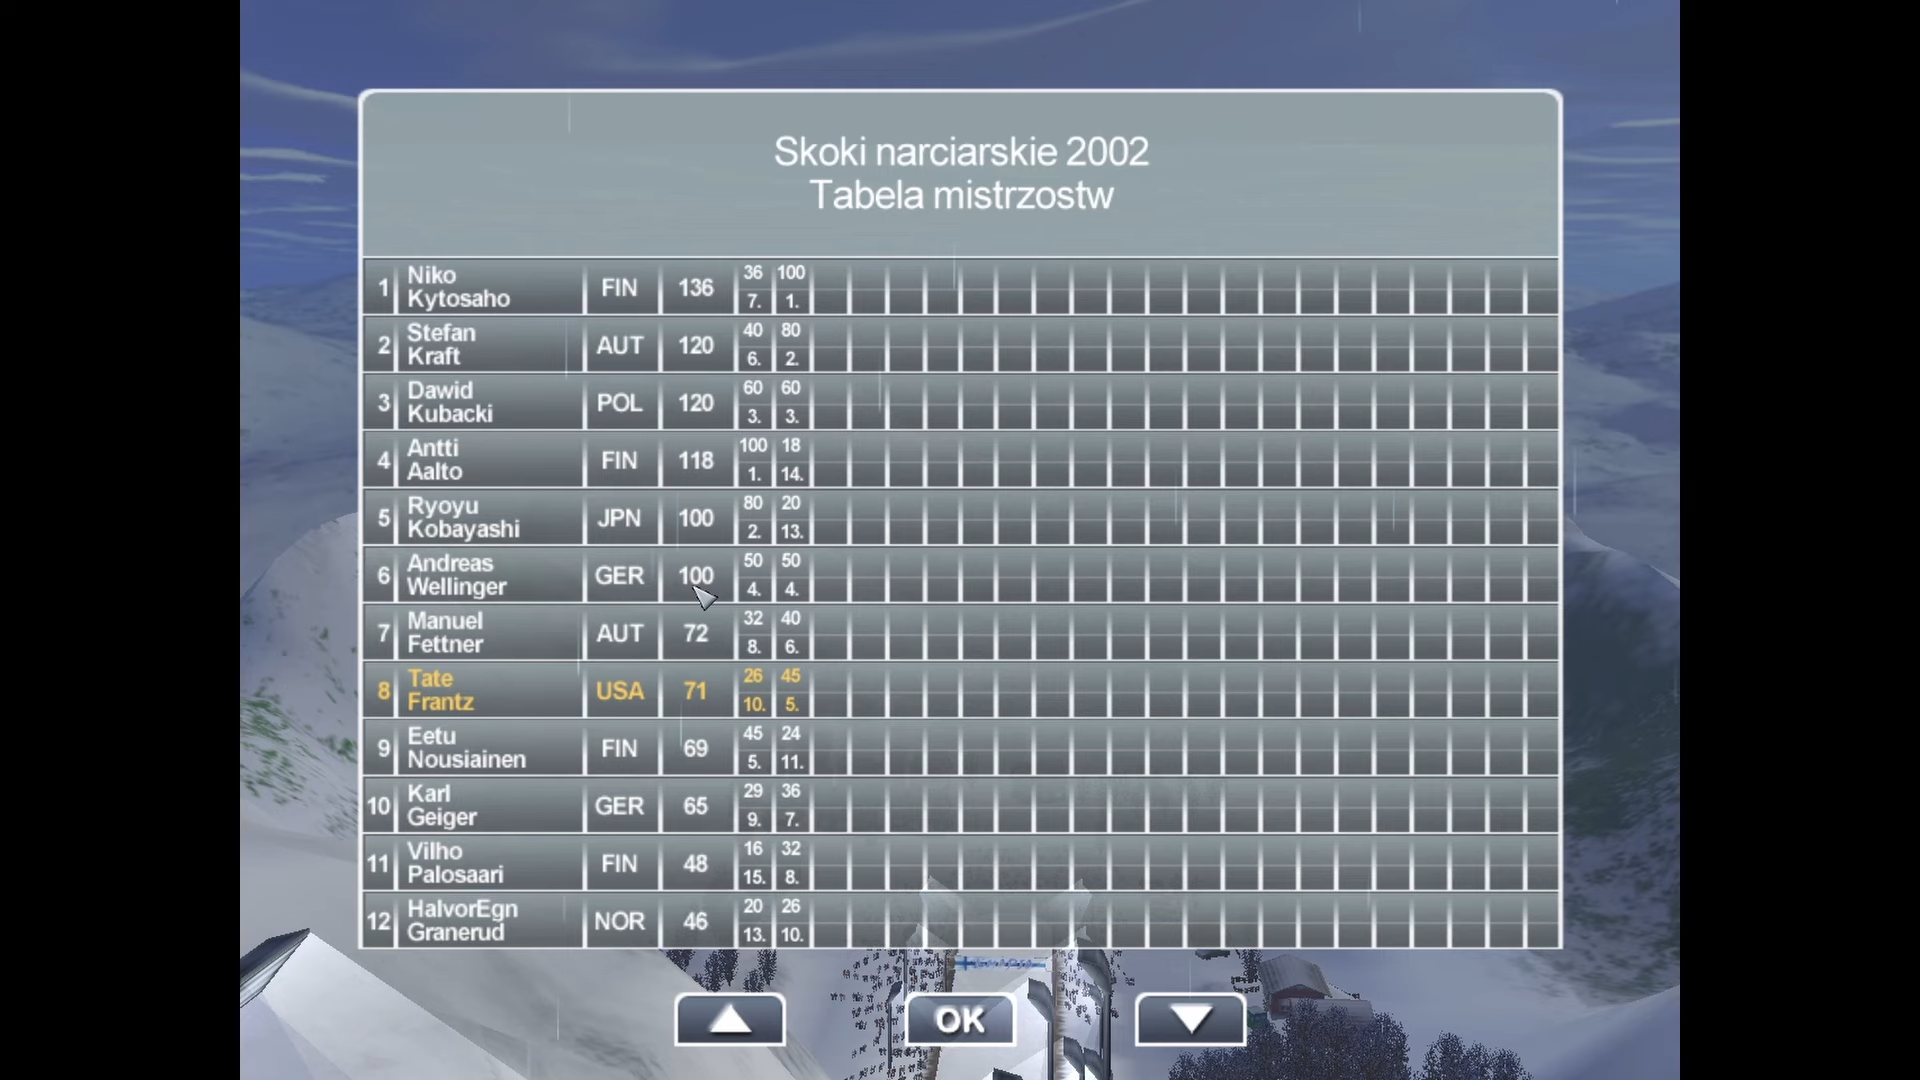 Skoki narciarskie 2002
Tabela mistrzostw
1 Niko Kytosaho FIN 136 36 7. 100 1.
2 Stefan Kraft AUT 120 40 6. 80 2.
3 Dawid Kubacki POL 120 60 3. 60 3.
4 Antti Aalto FIN 118 100 1. 18 14.
5 Ryoyu Kobayashi JPN 100 80 2. 20 13.
6 Andreas Wellinger GER 100 50 4. 50 4.
7 Manuel Fettner AUT 72 32 8. 40 6.
8 Tate Frantz USA 71 26 10. 45 5.
9 Eetu Nousiainen FIN 69 45 5. 24 11.
10 Karl Geiger GER 65 29 9. 36 7.
11 Vilho Palosaari FIN 48 16 15. 32 8.
12 HalvorEgn Granerud NOR 46 20 13. 26 10.
OK